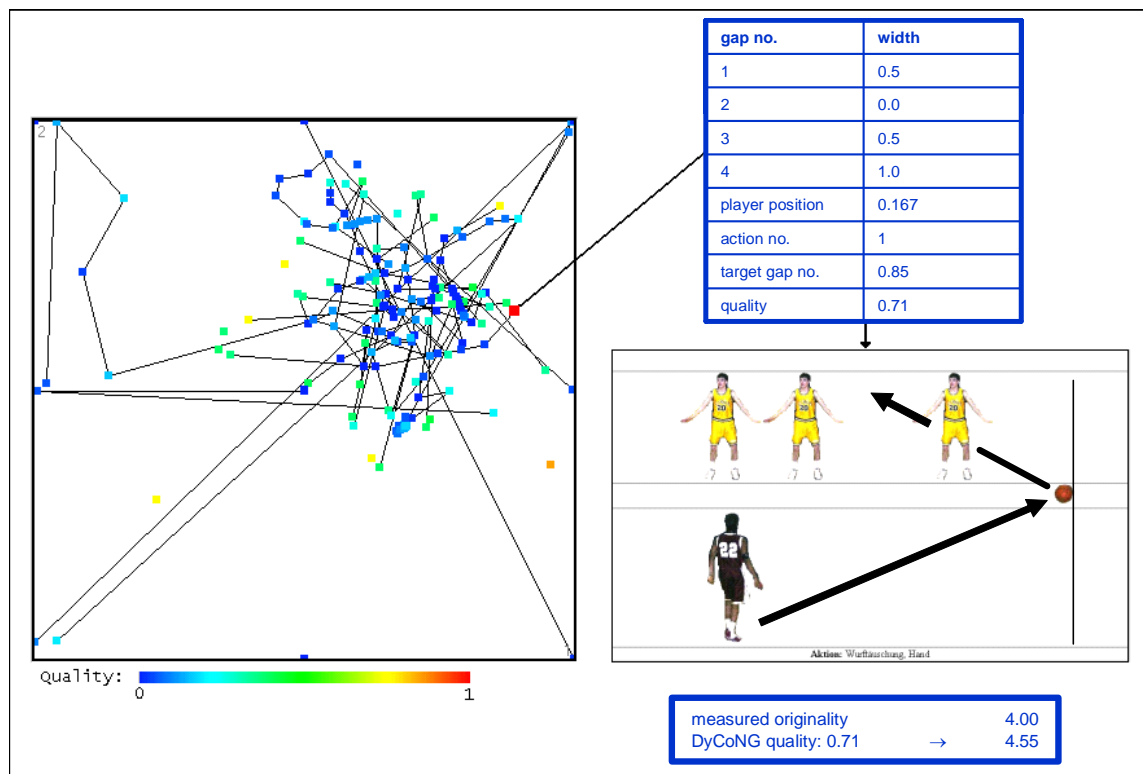 gap no. width
1 0.5
2 0.0
3 0.5
4 1.0
player position 0.167
action no. 1
target gap no. 0.85
quality 0.71
2
20 20 20
22
1
Aktion: Wurftäuschung, Hand
Quality:
0 1
measured originality 4.00
DyCoNG quality: 0.71 → 4.55